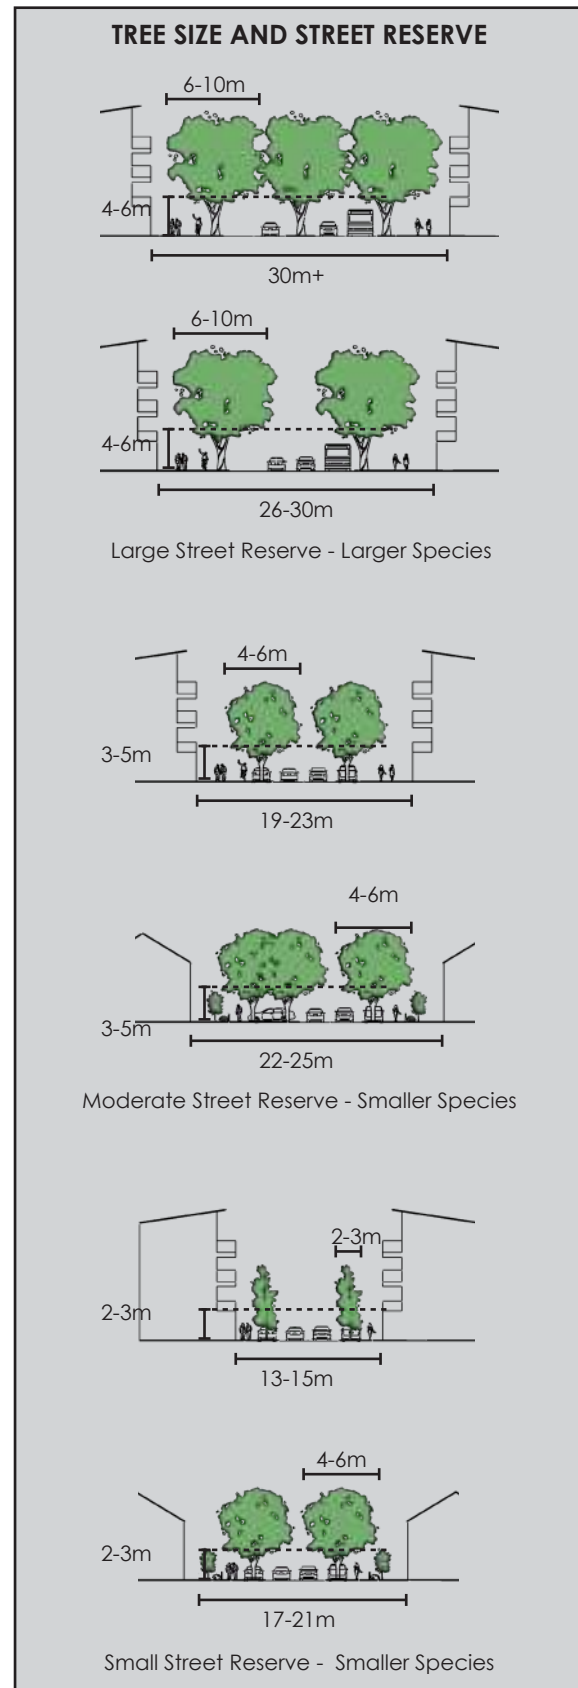 TREE SIZE AND STREET RESERVE
6-10m
4-6m
30m+
6-10m
4-6m
26-30m
Large Street Reserve - Larger Species
4-6m
3-5m
19-23m
4-6m
3-5m
22-25m
Moderate Street Reserve - Smaller Species
2-3m
2-3m
13-15m
4-6m
2-3m
17-21m
Small Street Reserve -  Smaller Species